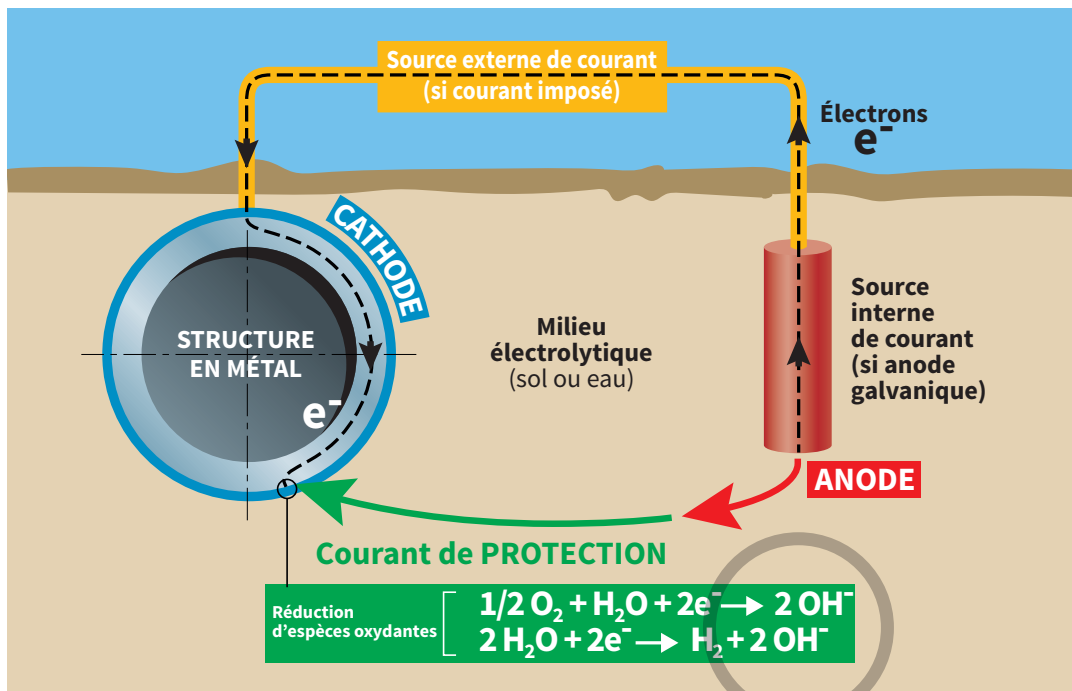 Source externe de courant
(si courant imposé)
Électrons
e⁻
CATHODE
STRUCTURE
EN MÉTAL
e⁻
Milieu
électrolytique
(sol ou eau)
Source
interne
de courant
(si anode
galvanique)
ANODE
Courant de PROTECTION
Réduction
d'espèces oxydantes
1/2 O₂ + H₂O + 2e⁻ → 2 OH⁻
2 H₂O + 2e⁻ → H₂ + 2 OH⁻